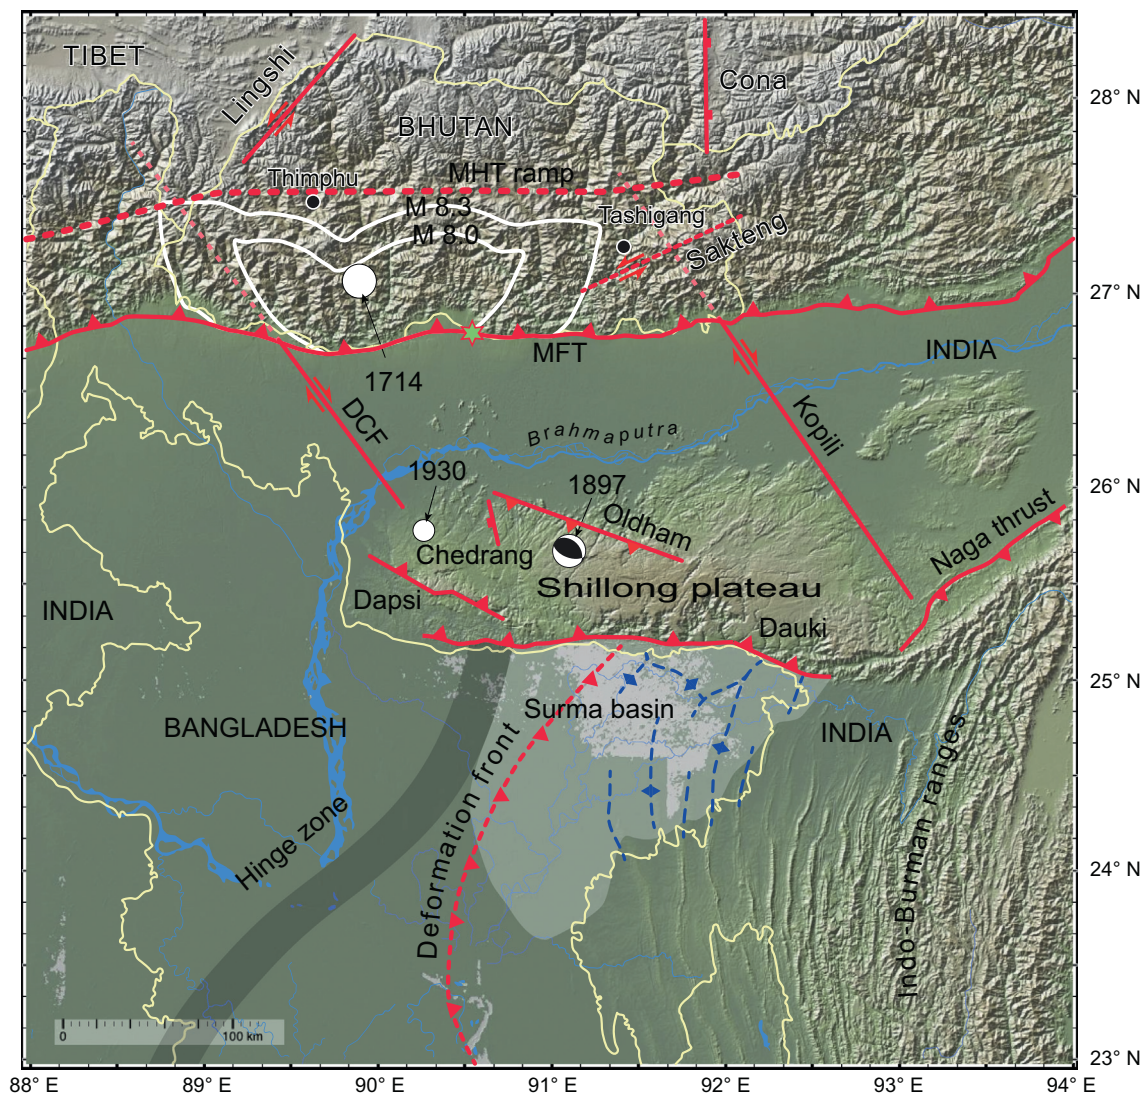 TIBET
Lingshi
Cona
28° N
BHUTAN
MHT ramp
Thimphu
M 8.3
Tashigang
M 8.0
Sakteng
27° N
MFT
INDIA
1714
DCF
Kopili
Brahmaputra
1930
1897
26° N
Oldham
Chedrang
Naga thrust
Shillong plateau
Dapsi
INDIA
Dauki
25° N
Surma basin
BANGLADESH
INDIA
Deformation front
Indo-Burman ranges
Hinge zone
24° N
0
100 km
23° N
88° E
89° E
90° E
91° E
92° E
93° E
94° E